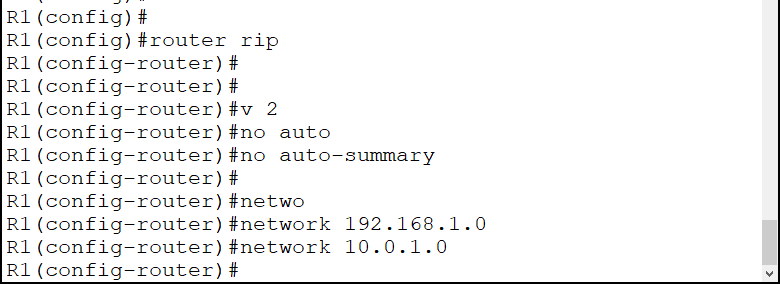 R1(config)#
R1(config)#router rip
R1(config-router)#
R1(config-router)#
R1(config-router)#v 2
R1(config-router)#no auto
R1(config-router)#no auto-summary
R1(config-router)#
R1(config-router)#netwo
R1(config-router)#network 192.168.1.0
R1(config-router)#network 10.0.1.0
R1(config-router)#